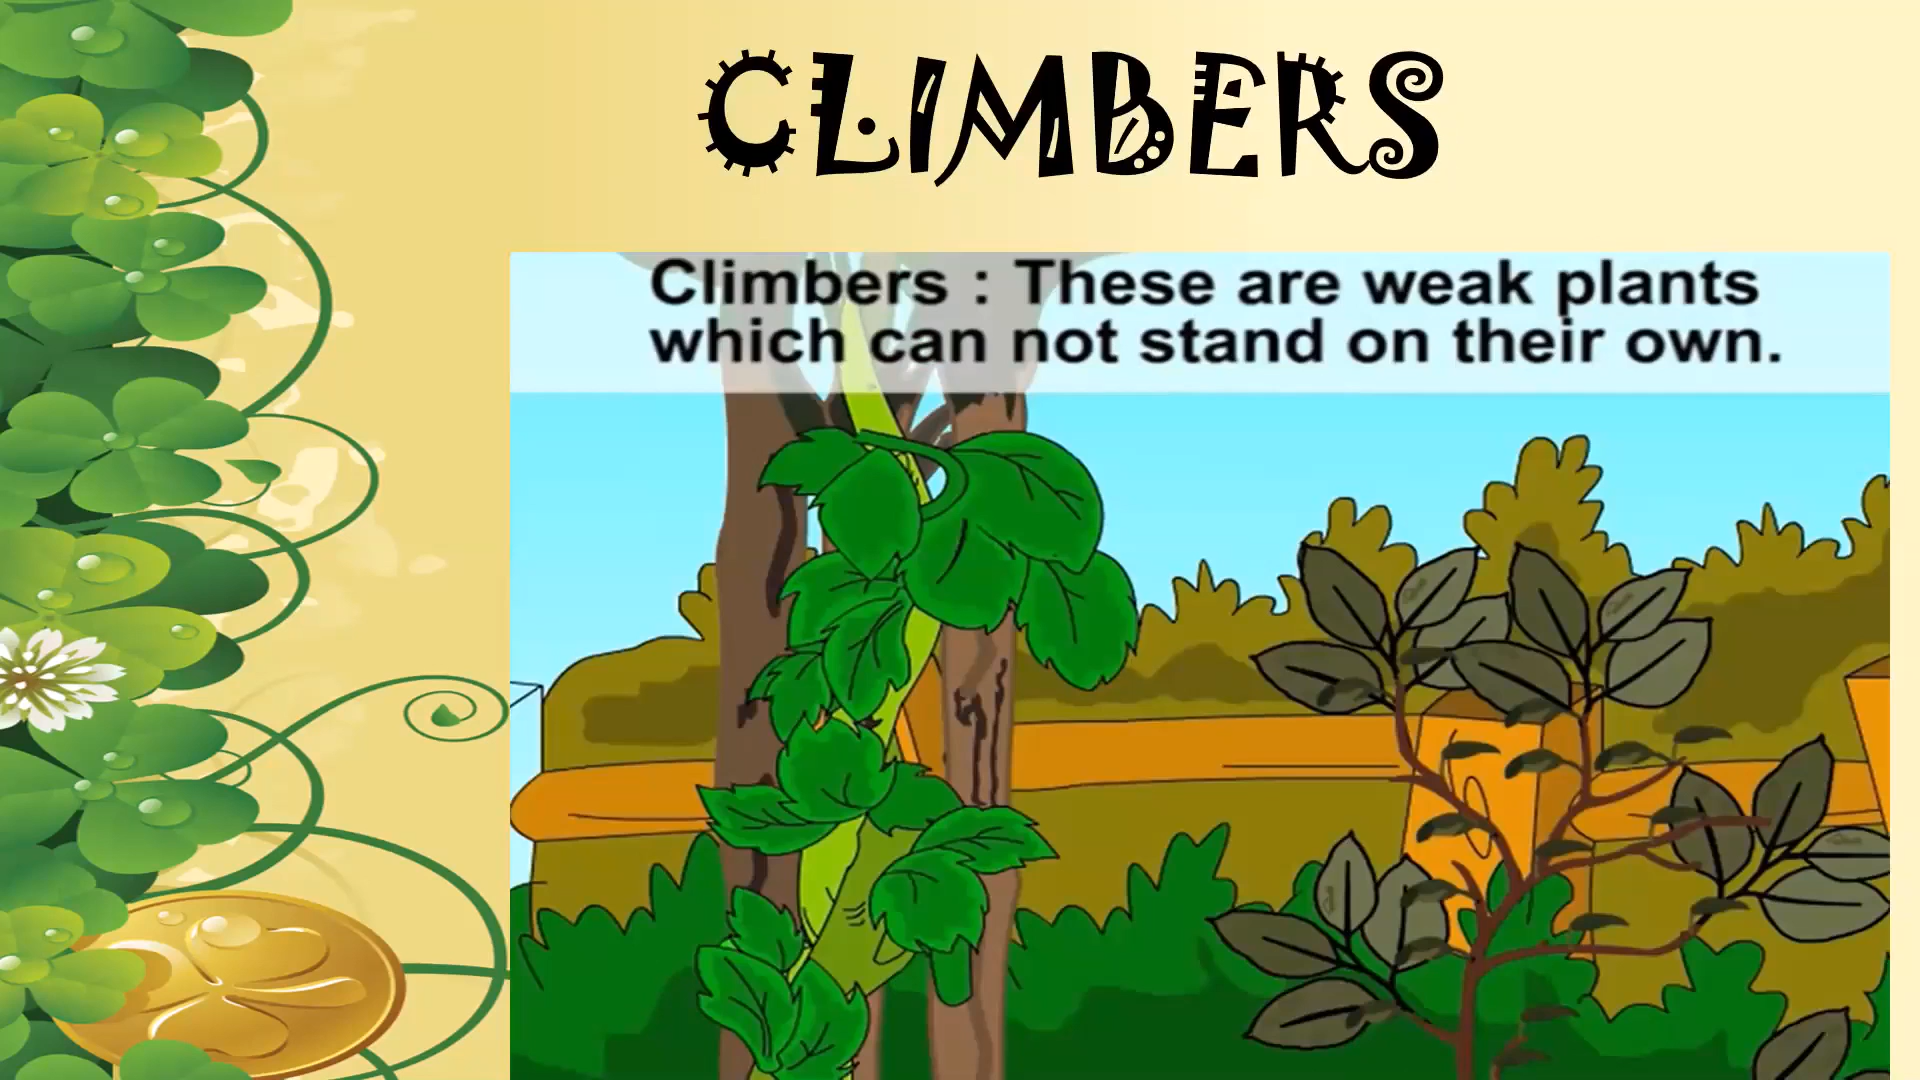 CLIMBERS
Climbers : These are weak plants
which can not stand on their own.